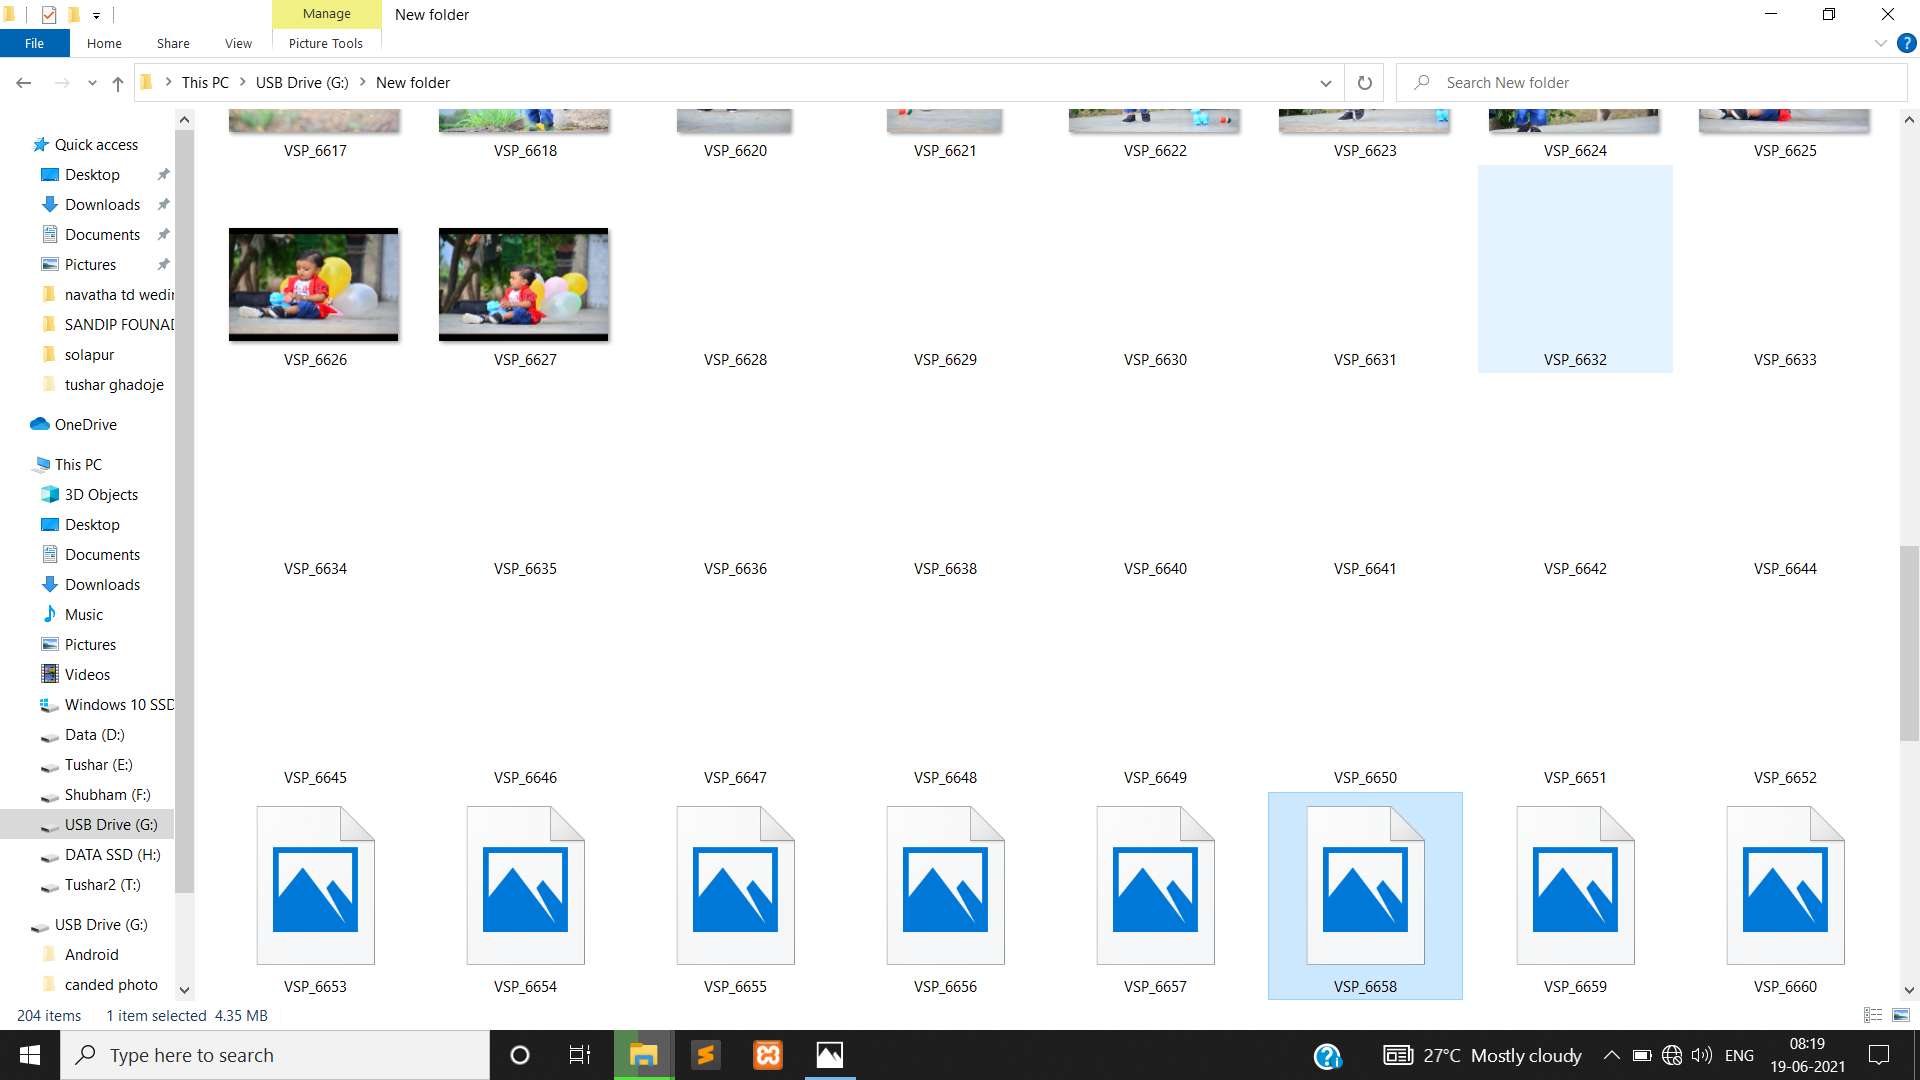 Manage
New folder
File
Home
Share
View
Picture Tools
This PC
USB Drive (G:)
New folder
Search New folder
Quick access
Desktop
Downloads
Documents
Pictures
navatha td wedin
SANDIP FOUNAD
solapur
tushar ghadoje
OneDrive
This PC
3D Objects
Desktop
Documents
Downloads
Music
Pictures
Videos
Windows 10 SSD
Data (D:)
Tushar (E:)
Shubham (F:)
USB Drive (G:)
DATA SSD (H:)
Tushar2 (T:)
USB Drive (G:)
Android
canded photo
VSP_6617 VSP_6618 VSP_6620 VSP_6621 VSP_6622 VSP_6623 VSP_6624 VSP_6625
VSP_6626 VSP_6627 VSP_6628 VSP_6629 VSP_6630 VSP_6631 VSP_6632 VSP_6633
VSP_6634 VSP_6635 VSP_6636 VSP_6638 VSP_6640 VSP_6641 VSP_6642 VSP_6644
VSP_6645 VSP_6646 VSP_6647 VSP_6648 VSP_6649 VSP_6650 VSP_6651 VSP_6652
VSP_6653 VSP_6654 VSP_6655 VSP_6656 VSP_6657 VSP_6658 VSP_6659 VSP_6660
204 items 1 item selected 4.35 MB
Type here to search
27°C Mostly cloudy
ENG
08:19
19-06-2021